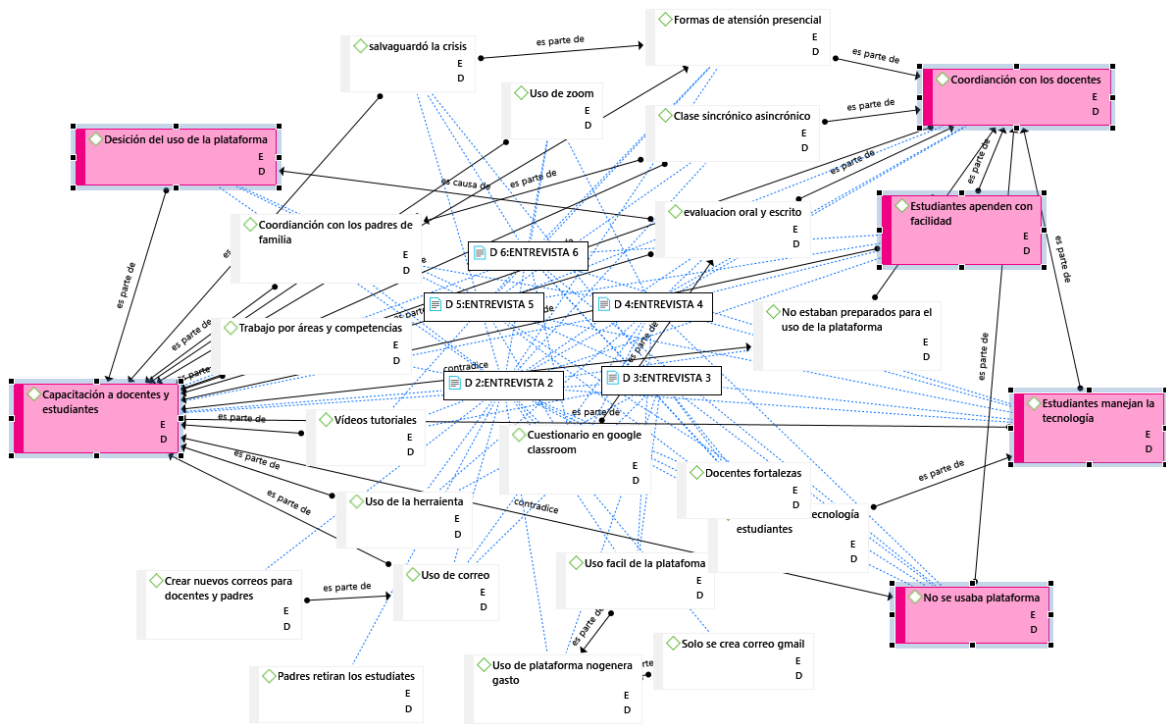 Formas de atención presencial
E
D
salvaguardó la crisis
E
D
es parte de
es parte de
Coordianción con los docentes
E
D
Uso de zoom
E
D
Clase sincrónico asincrónico
E
D
es parte de
Desición del uso de la plataforma
E
D
es parte de
es parte de
es causa de
es parte de
Estudiantes apenden con
facilidad
E
D
evaluacion oral y escrito
E
D
Coordianción con los padres de
familia
E
D
D 6:ENTREVISTA 6
es parte de
D 5:ENTREVISTA 5
D 4:ENTREVISTA 4
No estaban preparados para el
uso de la plataforma
E
D
Trabajo por áreas y competencias
E
D
es parte de
es parte de
es parte de
contradice
D 2:ENTREVISTA 2
D 3:ENTREVISTA 3
Capacitación a docentes y
estudiantes
E
D
Estudiantes manejan la
tecnología
E
D
es parte de
es parte de
Vídeos tutoriales
E
D
Cuestionario en google
classroom
E
D
es parte de
Docentes fortalezas
E
D
es parte de
Uso de la herraienta
E
D
contradice
tecnología
estudiantes
E
D
es parte de
Uso de correo
E
D
Uso facil de la platafoma
E
D
Crear nuevos correos para
docentes y padres
E
D
es parte de
No se usaba plataforma
E
D
es parte de
Solo se crea correo gmail
E
D
Uso de plataforma nogenera
gasto
E
D
Padres retiran los estudiates
E
D